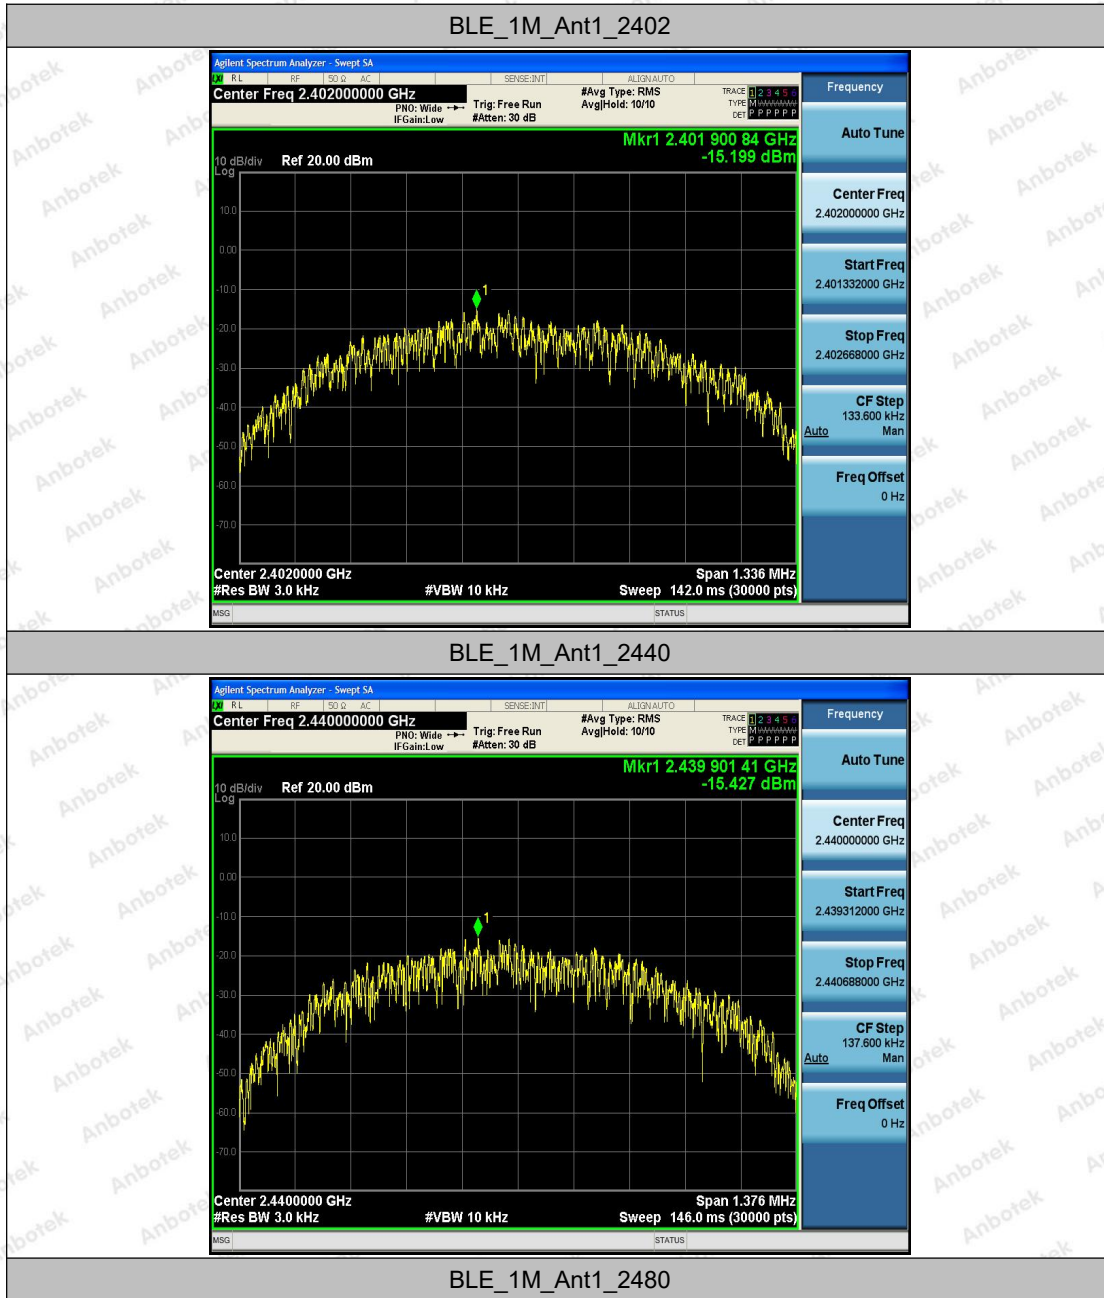 BLE_1M_Ant1_2402
Agilent Spectrum Analyzer - Swept SA
RL RF 50 Ω AC SENSE:INT ALIGN AUTO
Center Freq 2.402000000 GHz
PNO: Wide
IFGain:Low
Trig: Free Run
#Atten: 30 dB
#Avg Type: RMS
Avg|Hold: 10/10
TRACE 1 2 3 4 5 6
TYPE M
DET P P P P P P
Mkr1 2.401 900 84 GHz
-15.199 dBm
10 dB/div Ref 20.00 dBm
Log
10.0
0.00
-10.0
1
-20.0
-30.0
-40.0
-50.0
-60.0
-70.0
Center 2.4020000 GHz Span 1.336 MHz
#Res BW 3.0 kHz #VBW 10 kHz Sweep 142.0 ms (30000 pts)
MSG STATUS
Frequency
Auto Tune
Center Freq
2.402000000 GHz
Start Freq
2.401332000 GHz
Stop Freq
2.402668000 GHz
CF Step
133.600 kHz
Auto Man
Freq Offset
0 Hz
BLE_1M_Ant1_2440
Agilent Spectrum Analyzer - Swept SA
RL RF 50 Ω AC SENSE:INT ALIGN AUTO
Center Freq 2.440000000 GHz
PNO: Wide
IFGain:Low
Trig: Free Run
#Atten: 30 dB
#Avg Type: RMS
Avg|Hold: 10/10
TRACE 1 2 3 4 5 6
TYPE M
DET P P P P P P
Mkr1 2.439 901 41 GHz
-15.427 dBm
10 dB/div Ref 20.00 dBm
Log
10.0
0.00
-10.0
1
-20.0
-30.0
-40.0
-50.0
-60.0
-70.0
Center 2.4400000 GHz Span 1.376 MHz
#Res BW 3.0 kHz #VBW 10 kHz Sweep 146.0 ms (30000 pts)
MSG STATUS
Frequency
Auto Tune
Center Freq
2.440000000 GHz
Start Freq
2.439312000 GHz
Stop Freq
2.440688000 GHz
CF Step
137.600 kHz
Auto Man
Freq Offset
0 Hz
BLE_1M_Ant1_2480
Anbotek